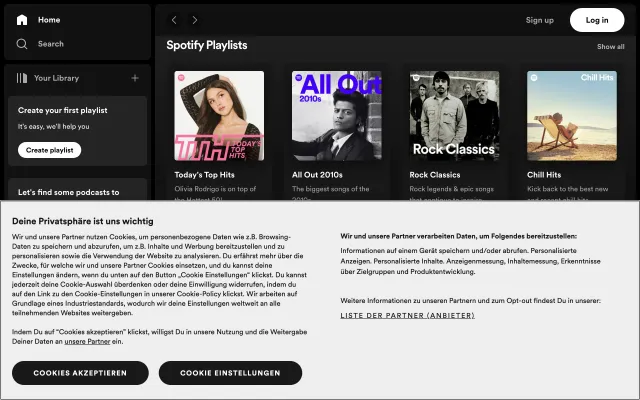 Home
Search
Your Library
Create your first playlist
It's easy, we'll help you
Create playlist
Let's find some podcasts to
Sign up
Log in
Spotify Playlists
Show all
TTH TODAY'S
TOP
HITS
Today's Top Hits
Olivia Rodrigo is on top of
All Out
2010s
All Out 2010s
The biggest songs of the
Rock Classics
Rock Classics
Rock legends & epic songs
Chill Hits
Chill Hits
Kick back to the best new
Deine Privatsphäre ist uns wichtig
Wir und unsere Partner nutzen Cookies, um personenbezogene Daten wie z.B. Browsing-
Daten zu speichern und abzurufen, um z.B. Inhalte und Werbung bereitzustellen und zu
personalisieren sowie die Verwendung der Website zu analysieren. Du erfährst mehr über die
Zwecke, für welche wir und unsere Partner Cookies einsetzen, und du kannst deine
Einstellungen ändern, wenn du unten auf den Button „Cookie Einstellungen" klickst. Du kannst
jederzeit deine Cookie-Auswahl überdenken oder deine Einwilligung widerrufen, indem du
auf den Link zu den Cookie-Einstellungen in unserer Cookie-Policy klickst. Wir arbeiten auf
Grundlage eines Industriestandards, wodurch wir deine Einstellungen weltweit an alle
teilnehmenden Websites weitergeben.
Indem Du auf "Cookies akzeptieren" klickst, willigst Du in unsere Nutzung und die Weitergabe
Deiner Daten an unsere Partner ein.
COOKIES AKZEPTIEREN
COOKIE EINSTELLUNGEN
Wir und unsere Partner verarbeiten Daten, um Folgendes bereitzustellen:
Informationen auf einem Gerät speichern und/oder abrufen. Personalisierte
Anzeigen. Personalisierte Inhalte. Anzeigenmessung, Inhaltemessung, Erkenntnisse
über Zielgruppen und Produktentwicklung.
Weitere Informationen zu unseren Partnern und zum Opt-out findest Du in unserer:
LISTE DER PARTNER (ANBIETER)